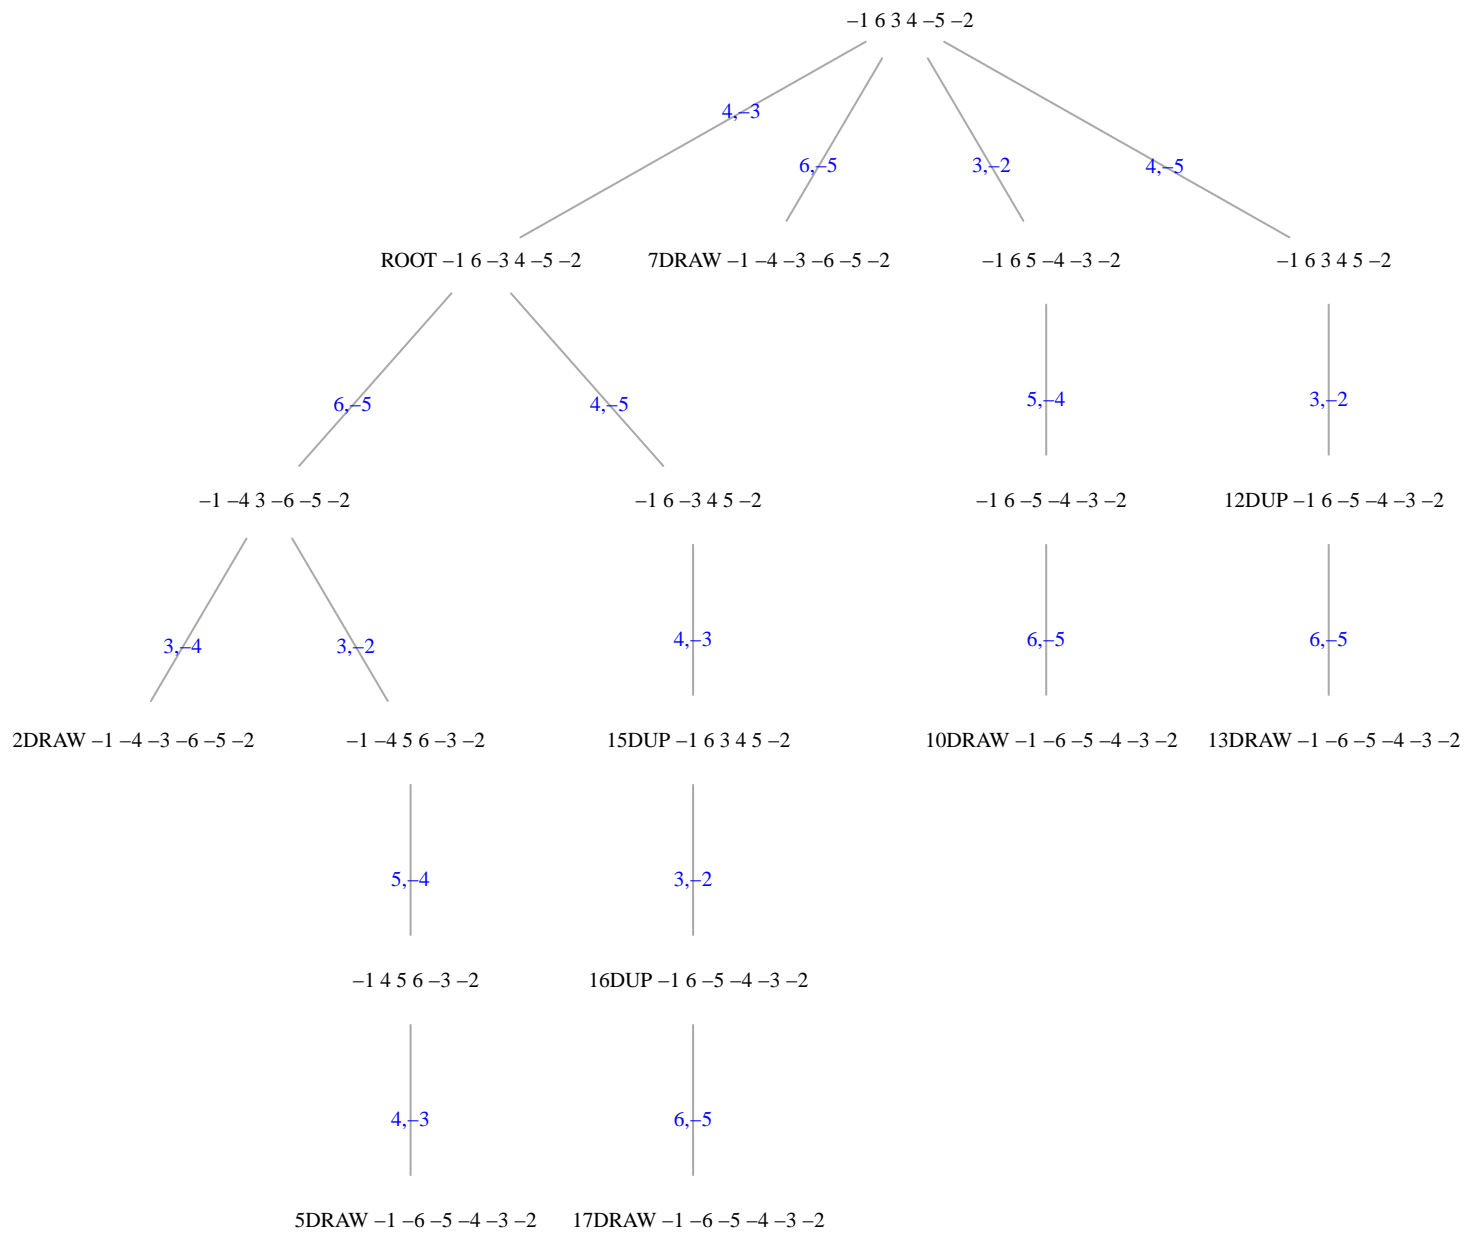 –1 6 3 4 –5 –2
4,–3
6,–5
3,–2
4,–5
ROOT –1 6 –3 4 –5 –2
7DRAW –1 –4 –3 –6 –5 –2
–1 6 5 –4 –3 –2
–1 6 3 4 5 –2
6,–5
4,–5
5,–4
3,–2
–1 –4 3 –6 –5 –2
–1 6 –3 4 5 –2
–1 6 –5 –4 –3 –2
12DUP –1 6 –5 –4 –3 –2
3,–4
3,–2
4,–3
6,–5
6,–5
2DRAW –1 –4 –3 –6 –5 –2
–1 –4 5 6 –3 –2
15DUP –1 6 3 4 5 –2
10DRAW –1 –6 –5 –4 –3 –2
13DRAW –1 –6 –5 –4 –3 –2
5,–4
3,–2
–1 4 5 6 –3 –2
16DUP –1 6 –5 –4 –3 –2
4,–3
6,–5
5DRAW –1 –6 –5 –4 –3 –2
17DRAW –1 –6 –5 –4 –3 –2